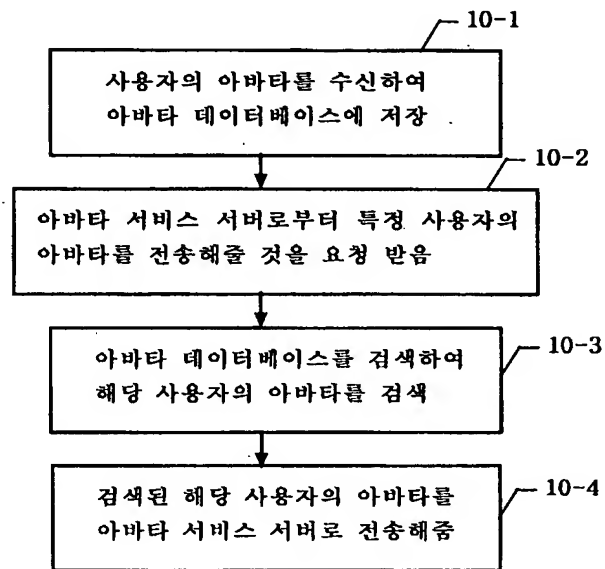 10-1
사용자의 아바타를 수신하여
아바타 데이터베이스에 저장
10-2
아바타 서비스 서버로부터 특정 사용자의
아바타를 전송해줄 것을 요청 받음
10-3
아바타 데이터베이스를 검색하여
해당 사용자의 아바타를 검색
10-4
검색된 해당 사용자의 아바타를
아바타 서비스 서버로 전송해줌